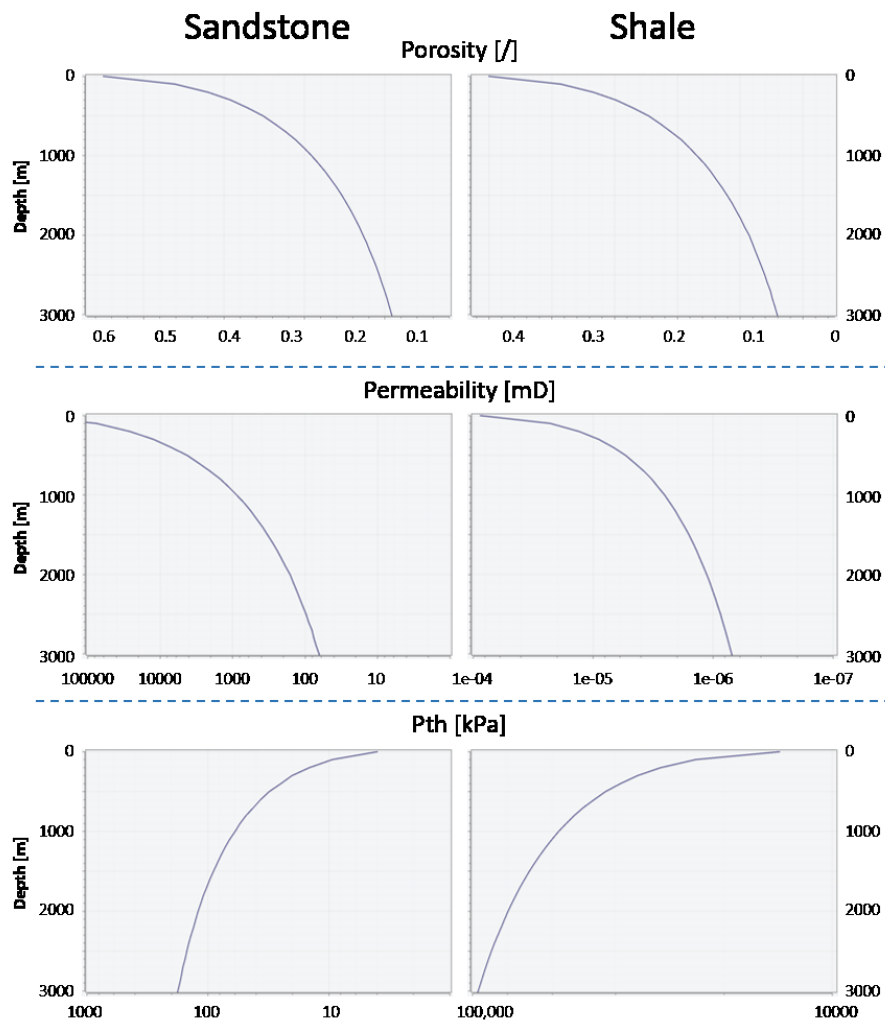 Sandstone Shale
Porosity [/]
0 0
1000 1000
Depth [m]
2000 2000
3000 3000
0.6 0.5 0.4 0.3 0.2 0.1 0.4 0.3 0.2 0.1 0
Permeability [mD]
0 0
1000 1000
Depth [m]
2000 2000
3000 3000
100000 10000 1000 100 10 1e-04 1e-05 1e-06 1e-07
Pth [kPa]
0 0
1000 1000
Depth [m]
2000 2000
3000 3000
1000 100 10 100,000 10000